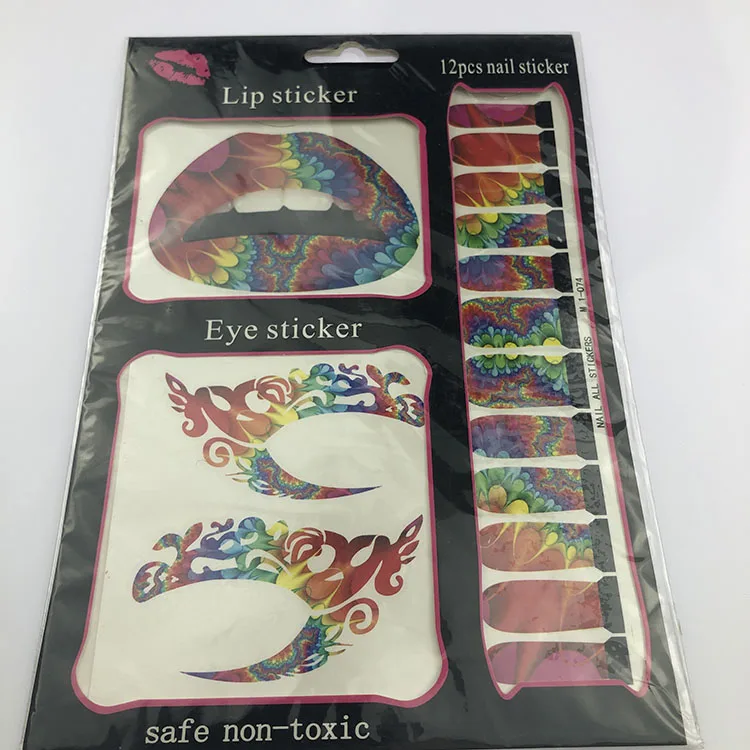 12pcs nail sticker
Lip sticker
Eye sticker
NAIL ALL STICKERS M 1-074
safe non-toxic